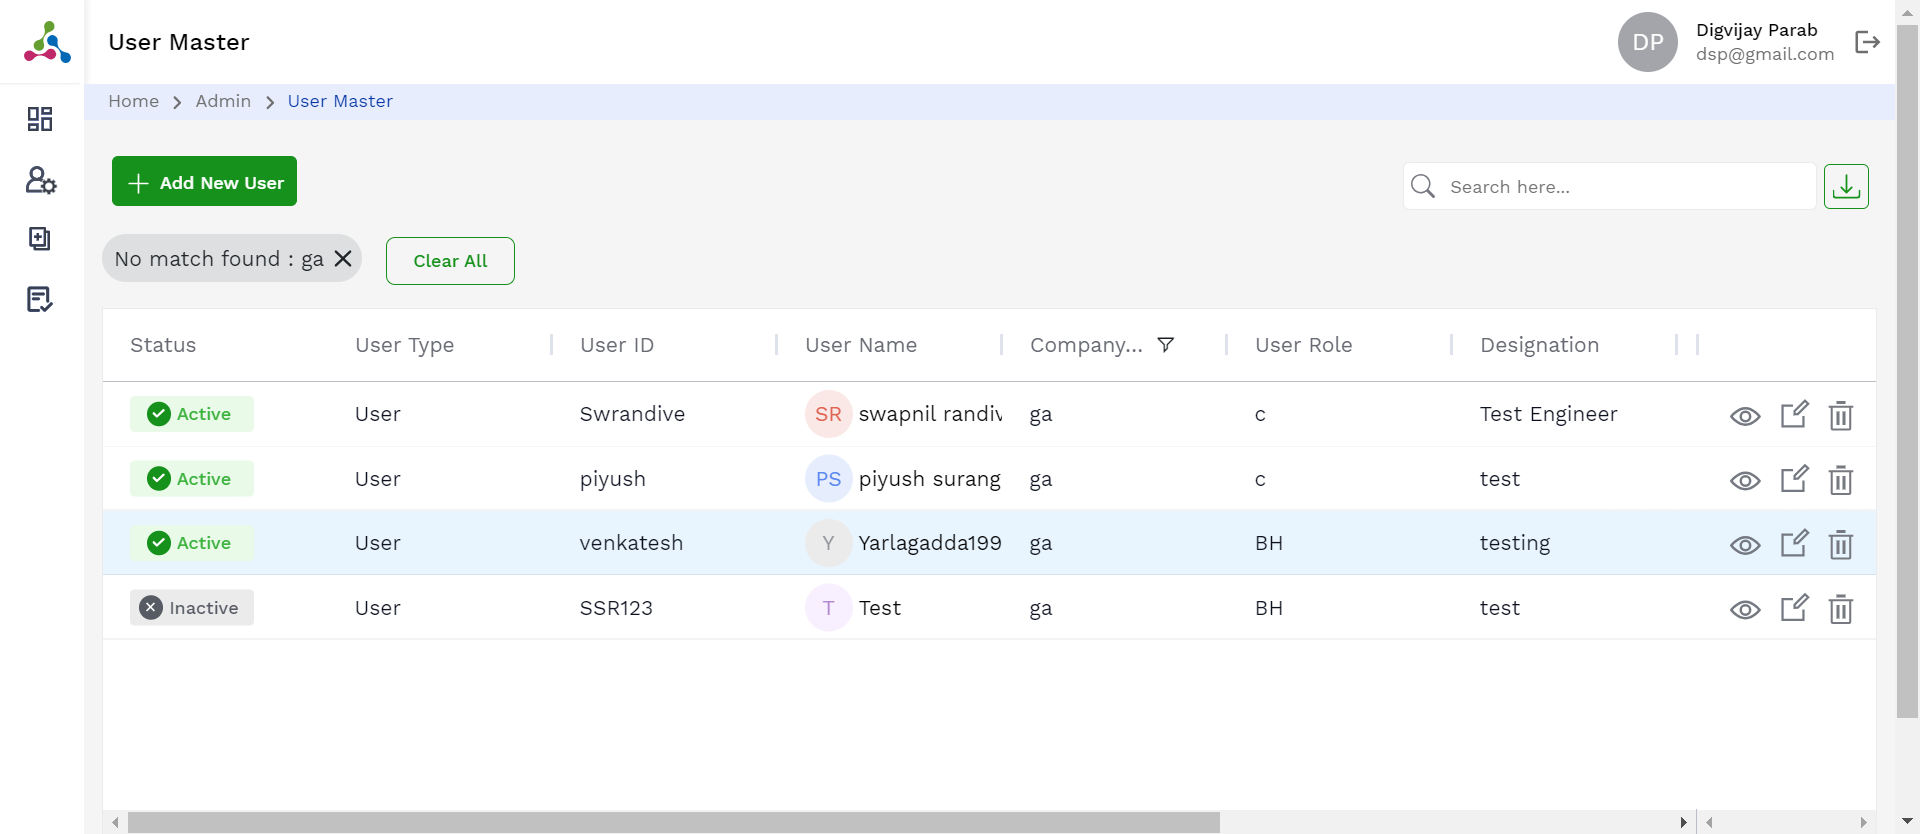 User Master
DP
Digvijay Parab
dsp@gmail.com
Home > Admin > User Master
Add New User
Search here...
No match found : ga
Clear All
Status User Type User ID User Name Company... User Role Designation
Active User Swrandive SR swapnil randiv ga c Test Engineer
Active User piyush PS piyush surang ga c test
Active User venkatesh Y Yarlagadda199 ga BH testing
Inactive User SSR123 T Test ga BH test